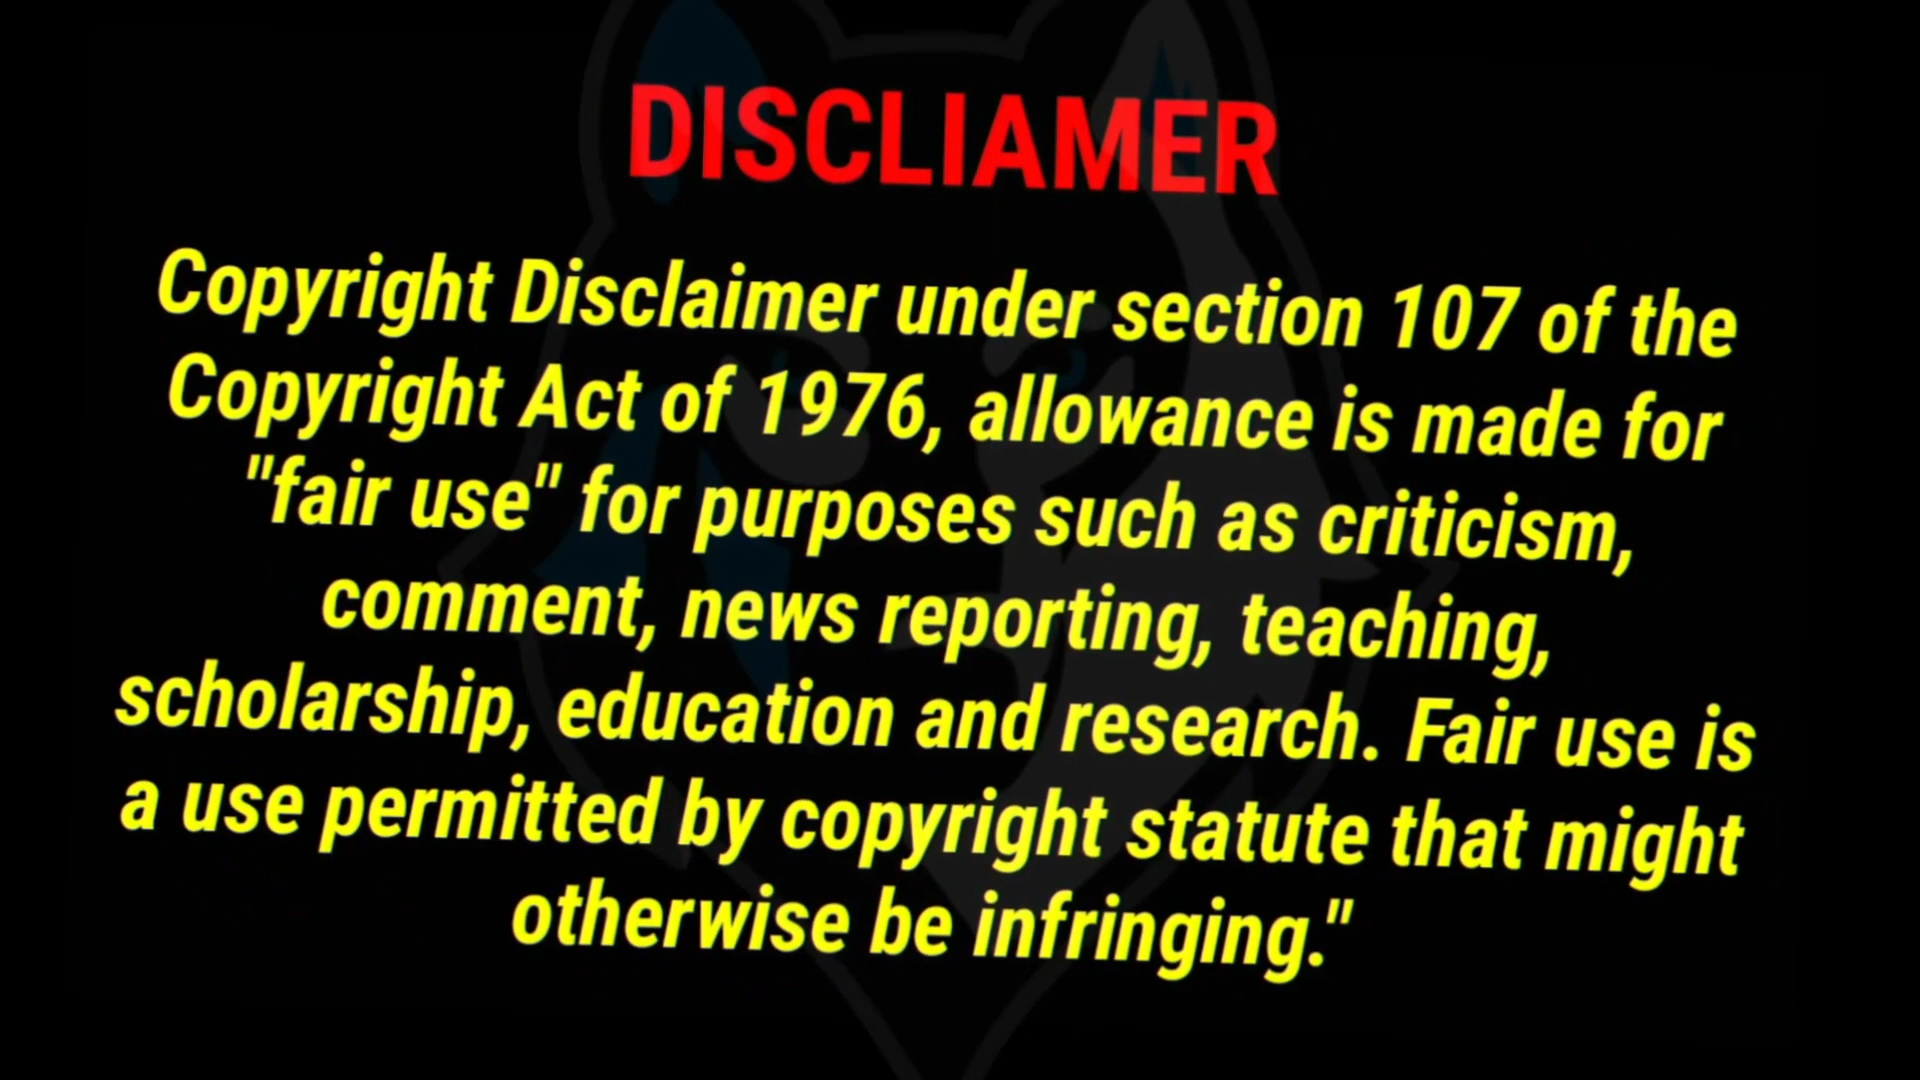 DISCLIAMER
Copyright Disclaimer under section 107 of the
Copyright Act of 1976, allowance is made for
"fair use" for purposes such as criticism,
comment, news reporting, teaching,
scholarship, education and research. Fair use is
a use permitted by copyright statute that might
otherwise be infringing."